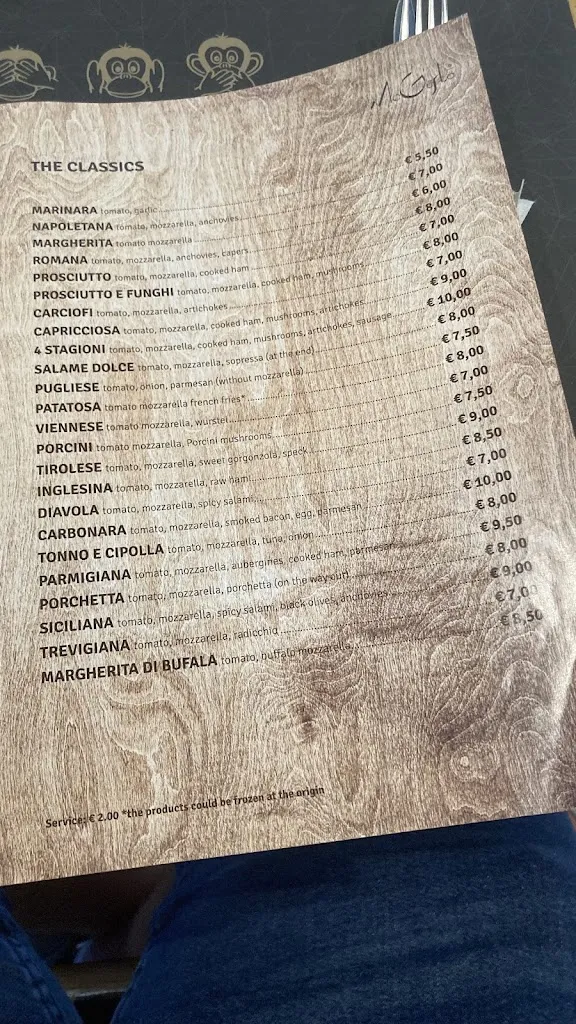 THE CLASSICS
MARINARA tomato, garlic € 5,50
NAPOLETANA tomato, mozzarella, anchovies € 7,00
MARGHERITA tomato mozzarella € 6,00
ROMANA tomato, mozzarella, anchovies, capers € 8,00
PROSCIUTTO tomato, mozzarella, cooked ham € 7,00
PROSCIUTTO E FUNGHI tomato, mozzarella, cooked ham, mushrooms € 8,00
CARCIOFI tomato, mozzarella, artichokes € 7,00
CAPRICCIOSA tomato, mozzarella, cooked ham, mushrooms, artichokes € 9,00
4 STAGIONI tomato, mozzarella, cooked ham, mushrooms, artichokes, sausage € 10,00
SALAME DOLCE tomato, mozzarella, sopressa (at the end) € 8,00
PUGLIESE tomato, onion, parmesan (without mozzarella) € 7,50
PATATOSA tomato mozzarella french fries* € 8,00
VIENNESE tomato, mozzarella, wurstel € 7,00
PORCINI tomato mozzarella, Porcini mushrooms € 7,50
TIROLESE tomato, mozzarella, sweet gorgonzola, speck € 9,00
INGLESINA tomato, mozzarella, raw ham € 8,50
DIAVOLA tomato, mozzarella, spicy salami € 7,00
CARBONARA tomato, mozzarella, smoked bacon, egg, parmesan € 10,00
TONNO E CIPOLLA tomato, mozzarella, tuna, onion € 8,00
PARMIGIANA tomato, mozzarella, aubergines, cooked ham, parmesan € 9,50
PORCHETTA tomato, mozzarella, porchetta (on the way out) € 8,00
SICILIANA tomato, mozzarella, spicy salami, black olives, anchovies € 9,00
TREVIGIANA tomato, mozzarella, radicchio € 7,00
MARGHERITA DI BUFALA tomato, buffalo mozzarella € 8,50
Service: € 2.00 *the products could be frozen at the origin